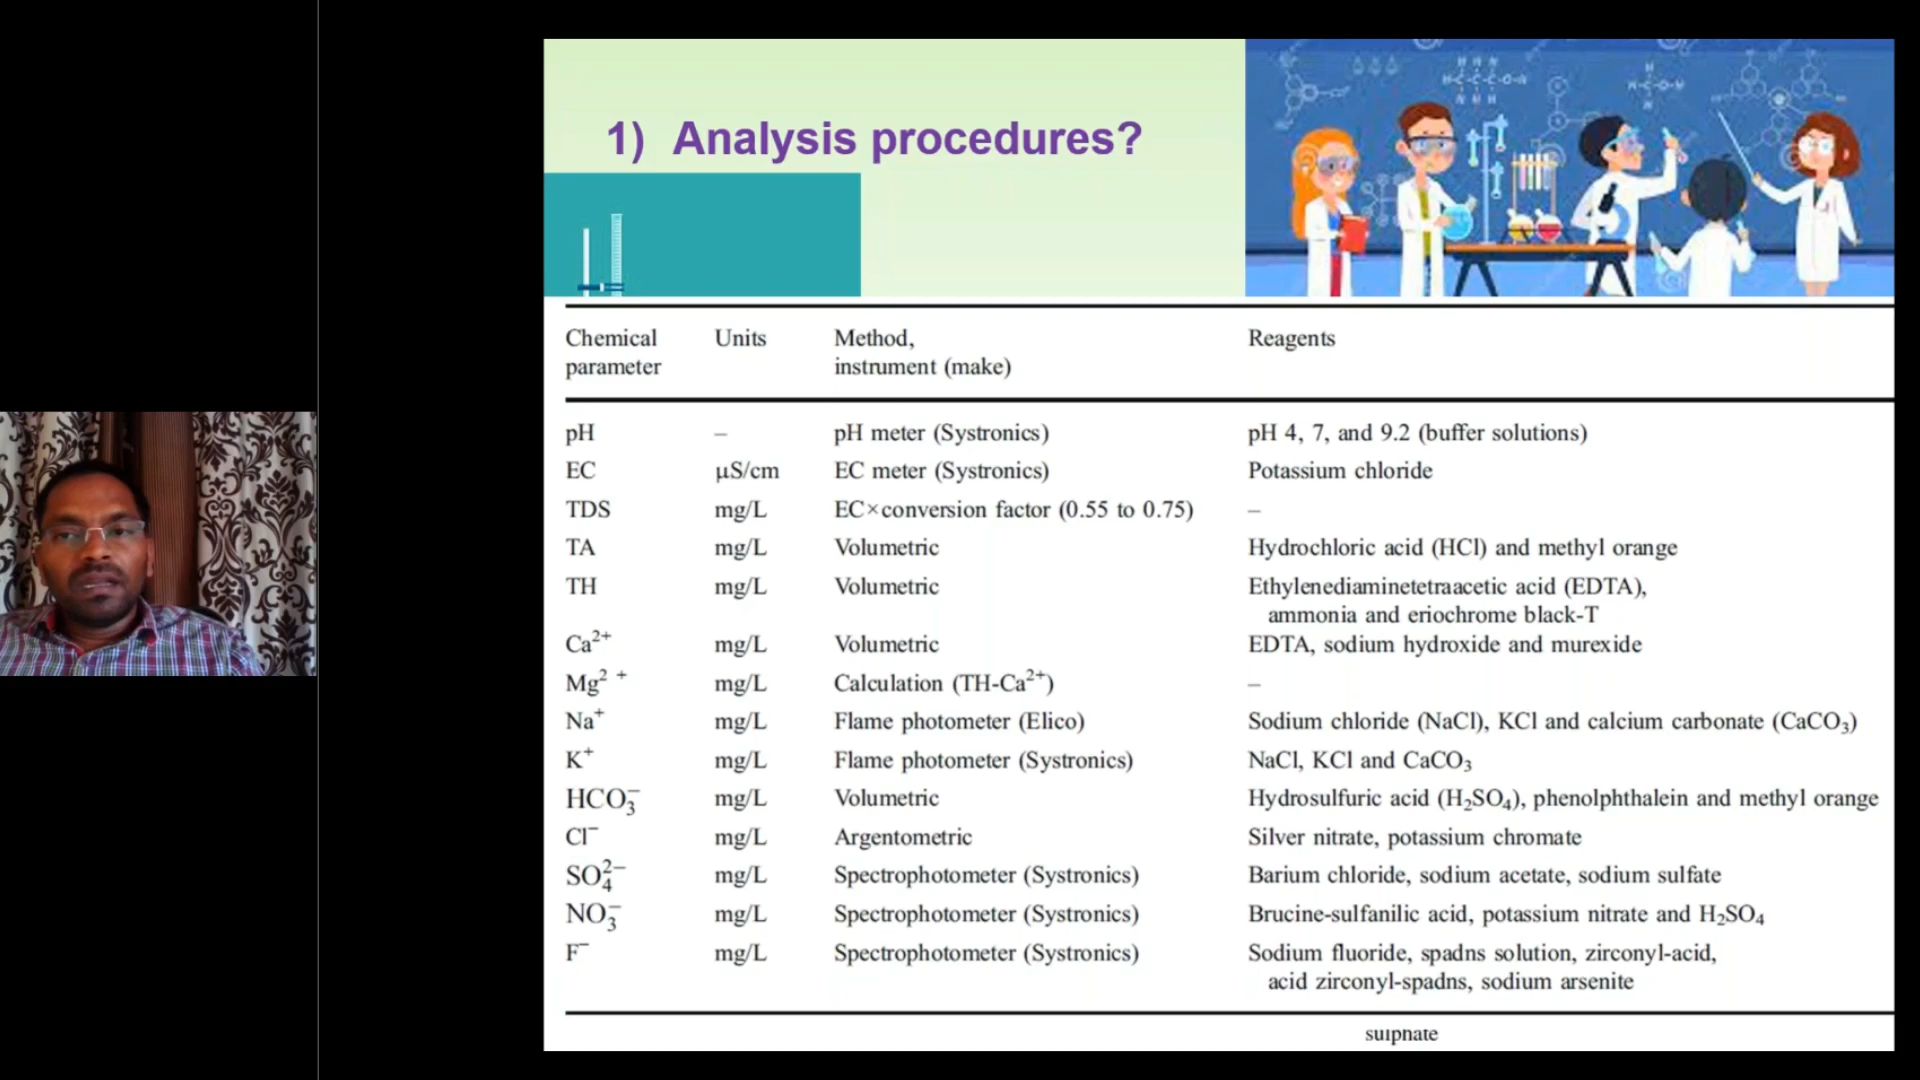 1) Analysis procedures?
Chemical parameter Units Method, instrument (make) Reagents
pH – pH meter (Systronics) pH 4, 7, and 9.2 (buffer solutions)
EC µS/cm EC meter (Systronics) Potassium chloride
TDS mg/L EC×conversion factor (0.55 to 0.75) –
TA mg/L Volumetric Hydrochloric acid (HCl) and methyl orange
TH mg/L Volumetric Ethylenediaminetetraacetic acid (EDTA),
ammonia and eriochrome black-T
Ca²⁺ mg/L Volumetric EDTA, sodium hydroxide and murexide
Mg² ⁺ mg/L Calculation (TH-Ca²⁺) –
Na⁺ mg/L Flame photometer (Elico) Sodium chloride (NaCl), KCl and calcium carbonate (CaCO₃)
K⁺ mg/L Flame photometer (Systronics) NaCl, KCl and CaCO₃
HCO₃⁻ mg/L Volumetric Hydrosulfuric acid (H₂SO₄), phenolphthalein and methyl orange
Cl⁻ mg/L Argentometric Silver nitrate, potassium chromate
SO₄²⁻ mg/L Spectrophotometer (Systronics) Barium chloride, sodium acetate, sodium sulfate
NO₃⁻ mg/L Spectrophotometer (Systronics) Brucine-sulfanilic acid, potassium nitrate and H₂SO₄
F⁻ mg/L Spectrophotometer (Systronics) Sodium fluoride, spadns solution, zirconyl-acid,
acid zirconyl-spadns, sodium arsenite